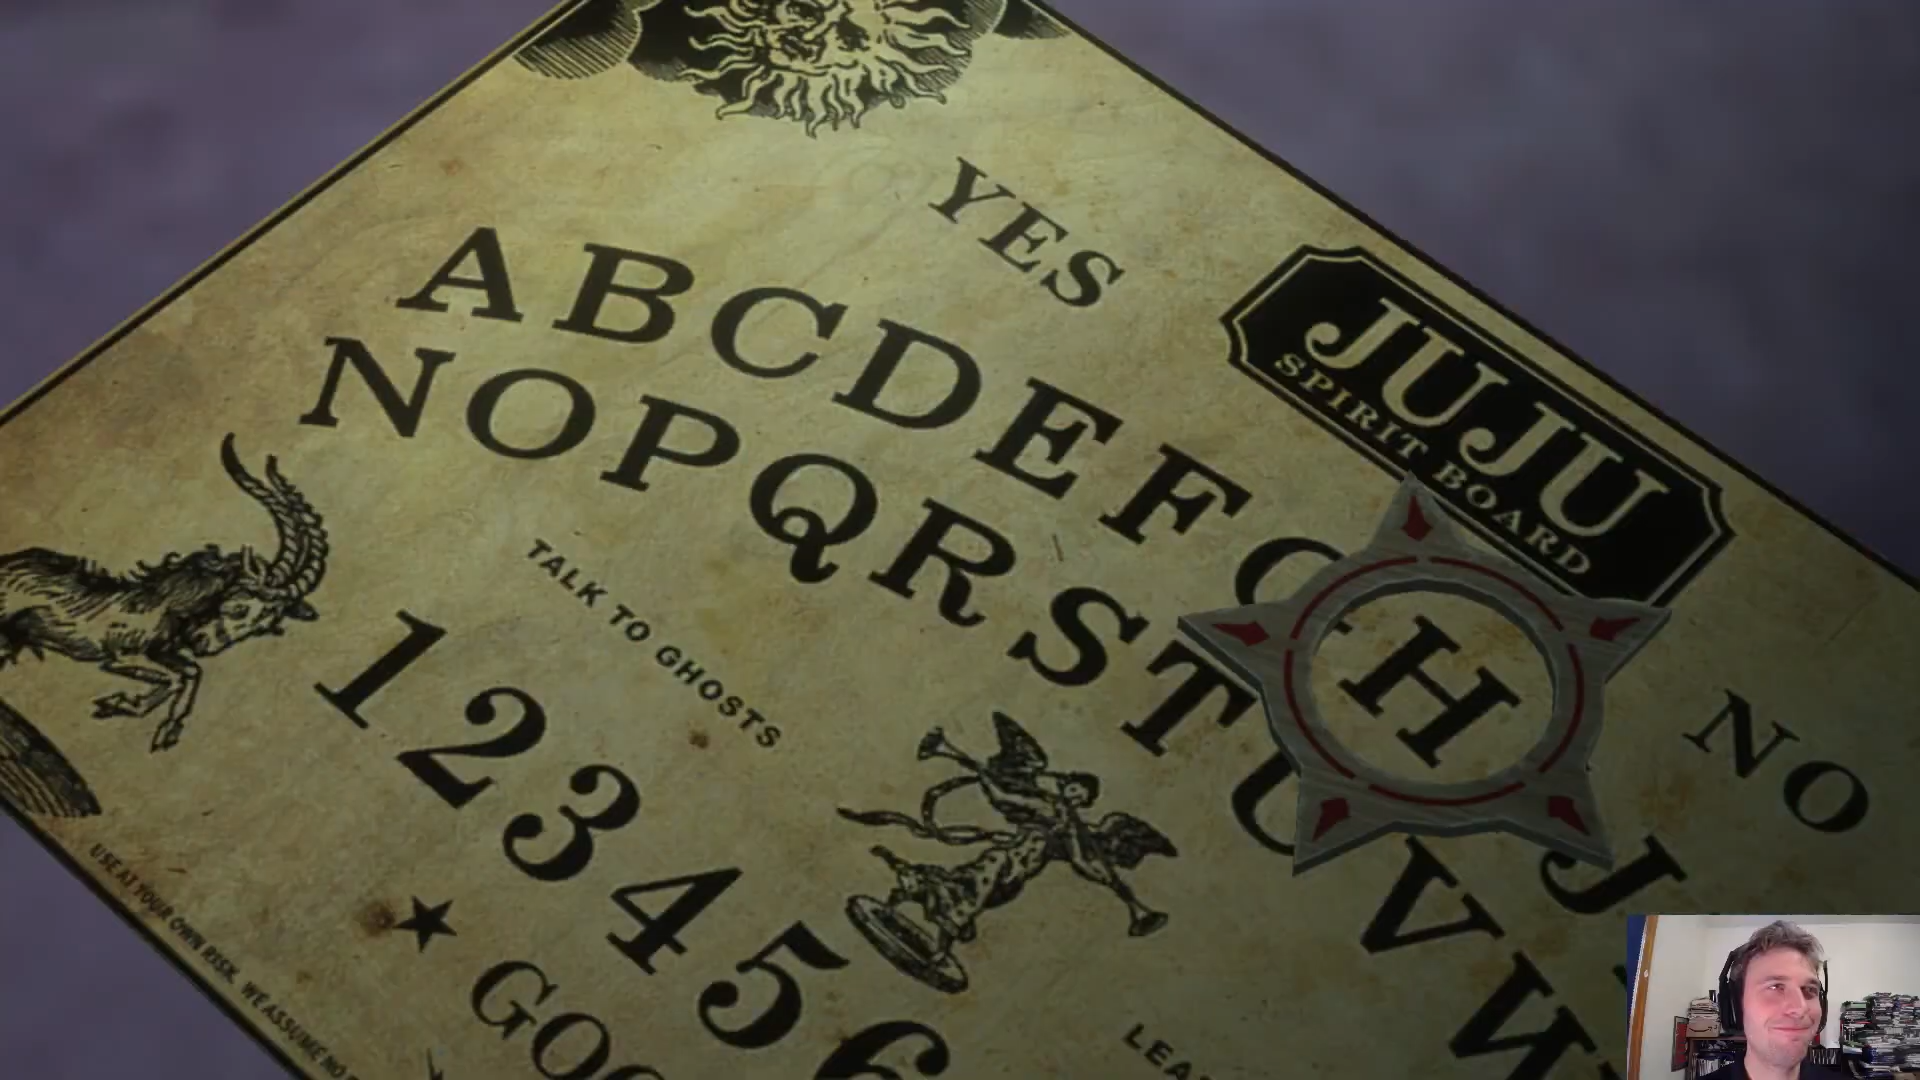 YES
JUJU
SPIRIT BOARD
ABCDEFGH J
NOPQRSTUVW
NO
TALK TO GHOSTS
123456
USE AT YOUR OWN RISK. WE ASSUME NO
GOO